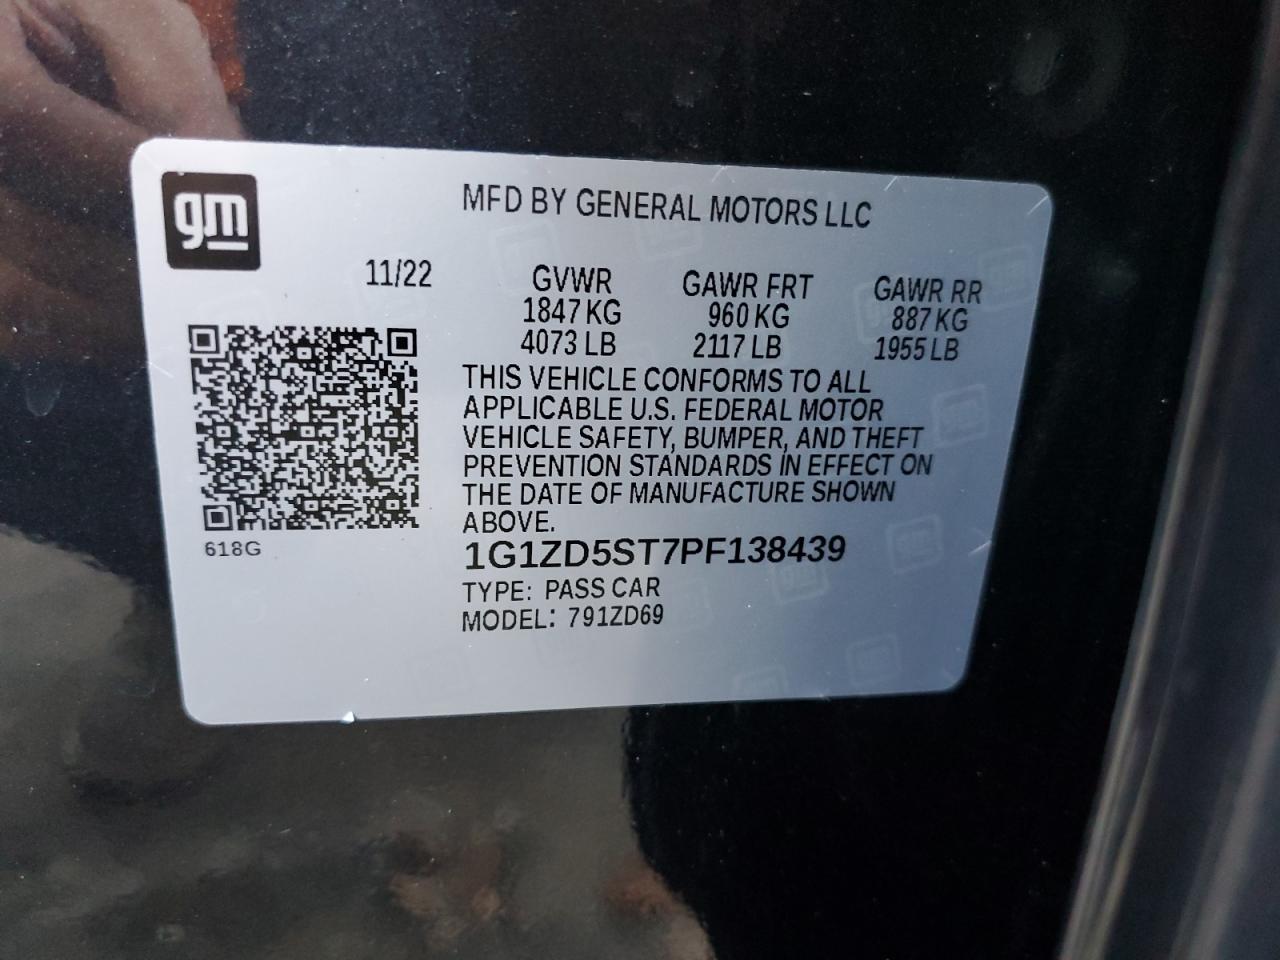 gm
MFD BY GENERAL MOTORS LLC
11/22 GVWR GAWR FRT GAWR RR
1847 KG 960 KG 887 KG
4073 LB 2117 LB 1955 LB
THIS VEHICLE CONFORMS TO ALL
APPLICABLE U.S. FEDERAL MOTOR
VEHICLE SAFETY, BUMPER, AND THEFT
PREVENTION STANDARDS IN EFFECT ON
THE DATE OF MANUFACTURE SHOWN
ABOVE.
618G
1G1ZD5ST7PF138439
TYPE: PASS CAR
MODEL: 791ZD69